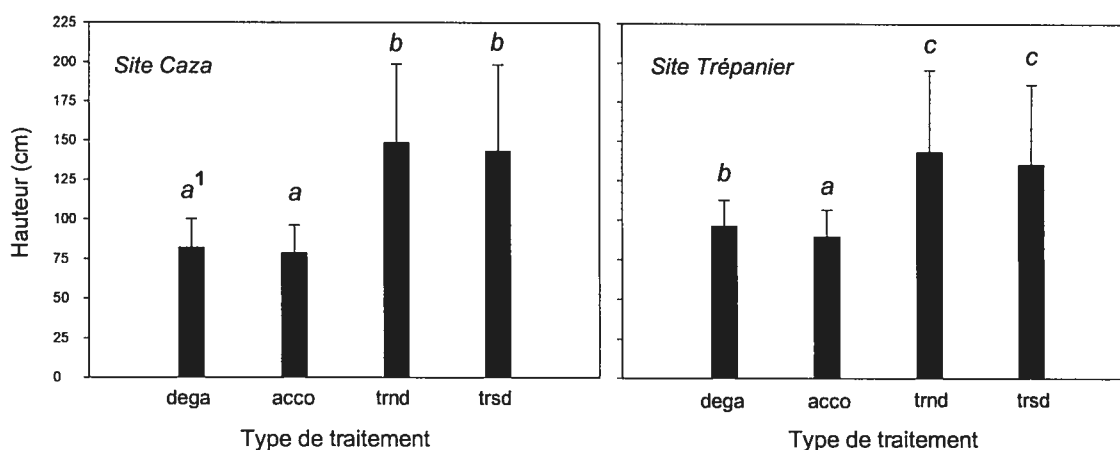 Hauteur (cm)
225
200
175
150
125
100
75
50
25
0
Site Caza
a¹
a
b
b
dega acco trnd trsd
Type de traitement
Site Trépanier
b
a
c
c
dega acco trnd trsd
Type de traitement